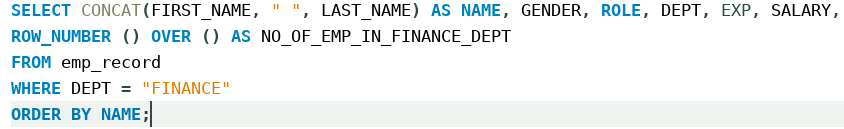 SELECT CONCAT(FIRST_NAME, " ", LAST_NAME) AS NAME, GENDER, ROLE, DEPT, EXP, SALARY,
ROW_NUMBER () OVER () AS NO_OF_EMP_IN_FINANCE_DEPT
FROM emp_record
WHERE DEPT = "FINANCE"
ORDER BY NAME;